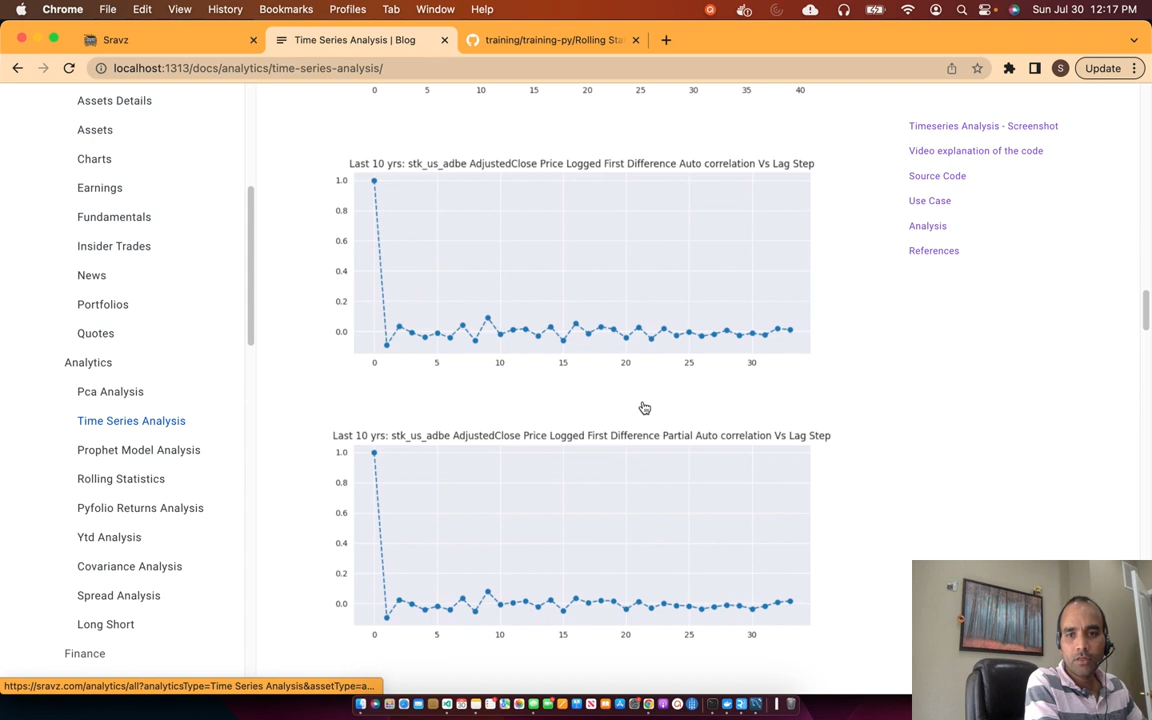 Chrome File Edit View History Bookmarks Profiles Tab Window Help Sun Jul 30 12:17 PM
Sravz
Time Series Analysis | Blog
training/training-py/Rolling Sta
localhost:1313/docs/analytics/time-series-analysis/
S
Update
Assets Details
Assets
Charts
Earnings
Fundamentals
Insider Trades
News
Portfolios
Quotes
Analytics
Pca Analysis
Time Series Analysis
Prophet Model Analysis
Rolling Statistics
Pyfolio Returns Analysis
Ytd Analysis
Covariance Analysis
Spread Analysis
Long Short
Finance
0 5 10 15 20 25 30 35 40
Last 10 yrs: stk_us_adbe AdjustedClose Price Logged First Difference Auto correlation Vs Lag Step
1.0
0.8
0.6
0.4
0.2
0.0
0 5 10 15 20 25 30
Last 10 yrs: stk_us_adbe AdjustedClose Price Logged First Difference Partial Auto correlation Vs Lag Step
1.0
0.8
0.6
0.4
0.2
0.0
0 5 10 15 20 25 30
Timeseries Analysis - Screenshot
Video explanation of the code
Source Code
Use Case
Analysis
References
https://sravz.com/analytics/all?analyticsType=Time Series Analysis&assetType=a...